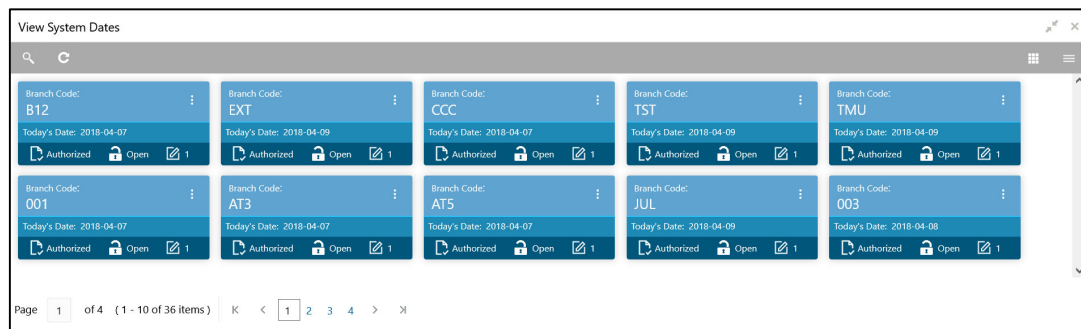 View System Dates
Branch Code: Branch Code: Branch Code: Branch Code: Branch Code:
B12 EXT CCC TST TMU
Today's Date: 2018-04-07 Today's Date: 2018-04-09 Today's Date: 2018-04-07 Today's Date: 2018-04-09 Today's Date: 2018-04-09
Authorized Open 1 Authorized Open 1 Authorized Open 1 Authorized Open 1 Authorized Open 1
Branch Code: Branch Code: Branch Code: Branch Code: Branch Code:
001 AT3 AT5 JUL 003
Today's Date: 2018-04-07 Today's Date: 2018-04-07 Today's Date: 2018-04-07 Today's Date: 2018-04-09 Today's Date: 2018-04-08
Authorized Open 1 Authorized Open 1 Authorized Open 1 Authorized Open 1 Authorized Open 1
Page 1 of 4 ( 1 - 10 of 36 items ) 1 2 3 4